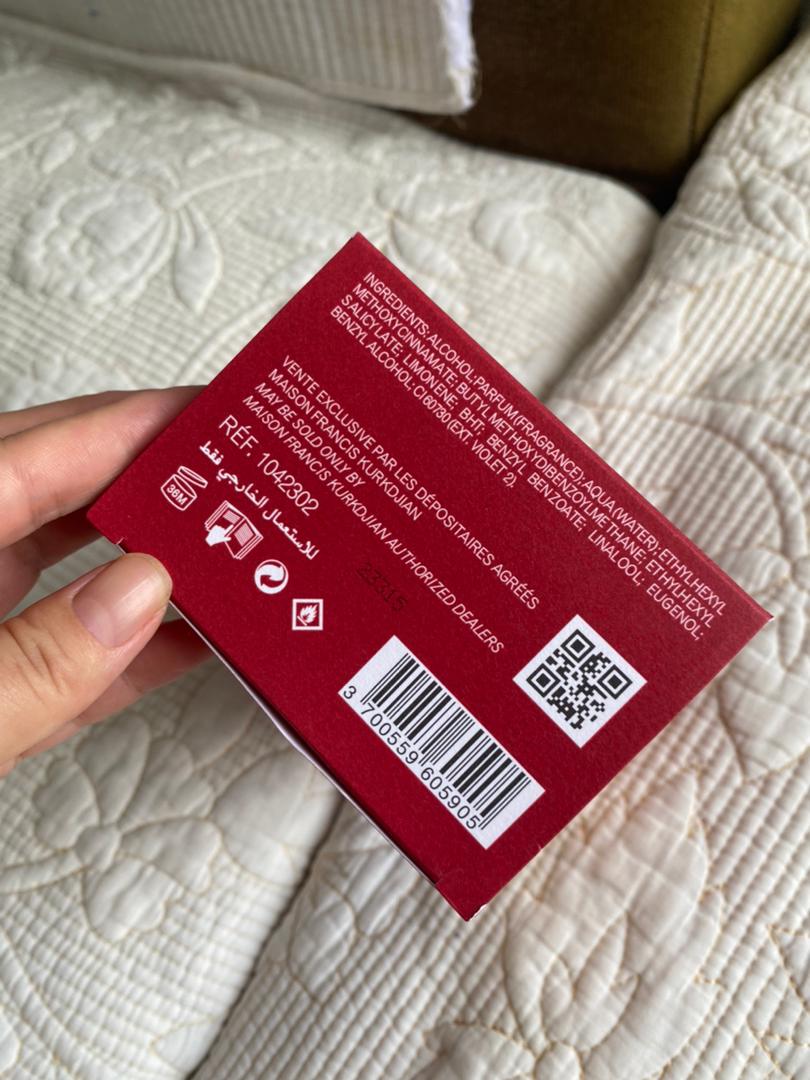 INGREDIENTS: ALCOHOL; PARFUM (FRAGRANCE); AQUA (WATER); ETHYLHEXYL
METHOXYCINNAMATE; BUTYL METHOXYDIBENZOYLMETHANE; ETHYLHEXYL
SALICYLATE; LIMONENE; BHT; BENZYL BENZOATE; LINALOOL; EUGENOL;
BENZYL ALCOHOL; CI 60730 (EXT. VIOLET 2).
VENTE EXCLUSIVE PAR LES DÉPOSITAIRES AGRÉÉS
MAISON FRANCIS KURKDJIAN
MAY BE SOLD ONLY BY
MAISON FRANCIS KURKDJIAN AUTHORIZED DEALERS
RÉF. 1042302
للاستعمال الخارجي فقط
36M
23315
3 700559 605905